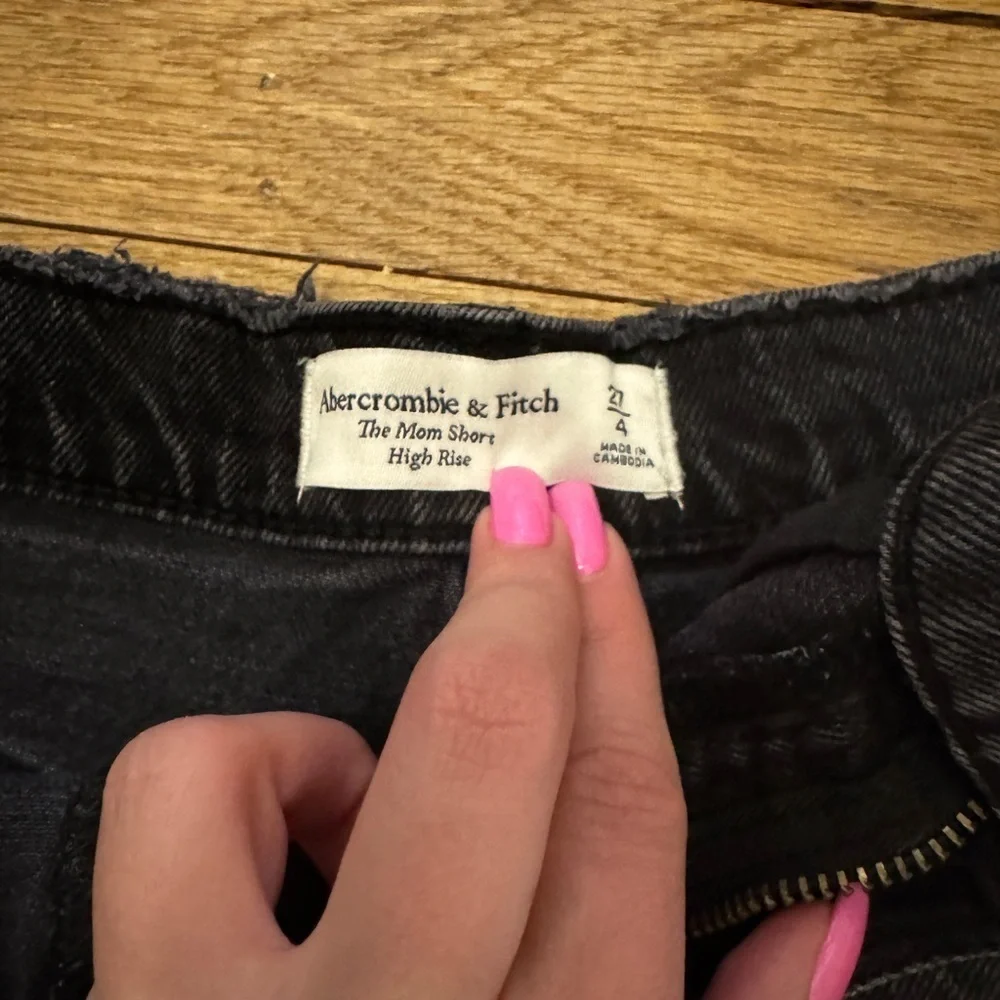 Abercrombie & Fitch
The Mom Short
High Rise
27
4
MADE IN
CAMBODIA